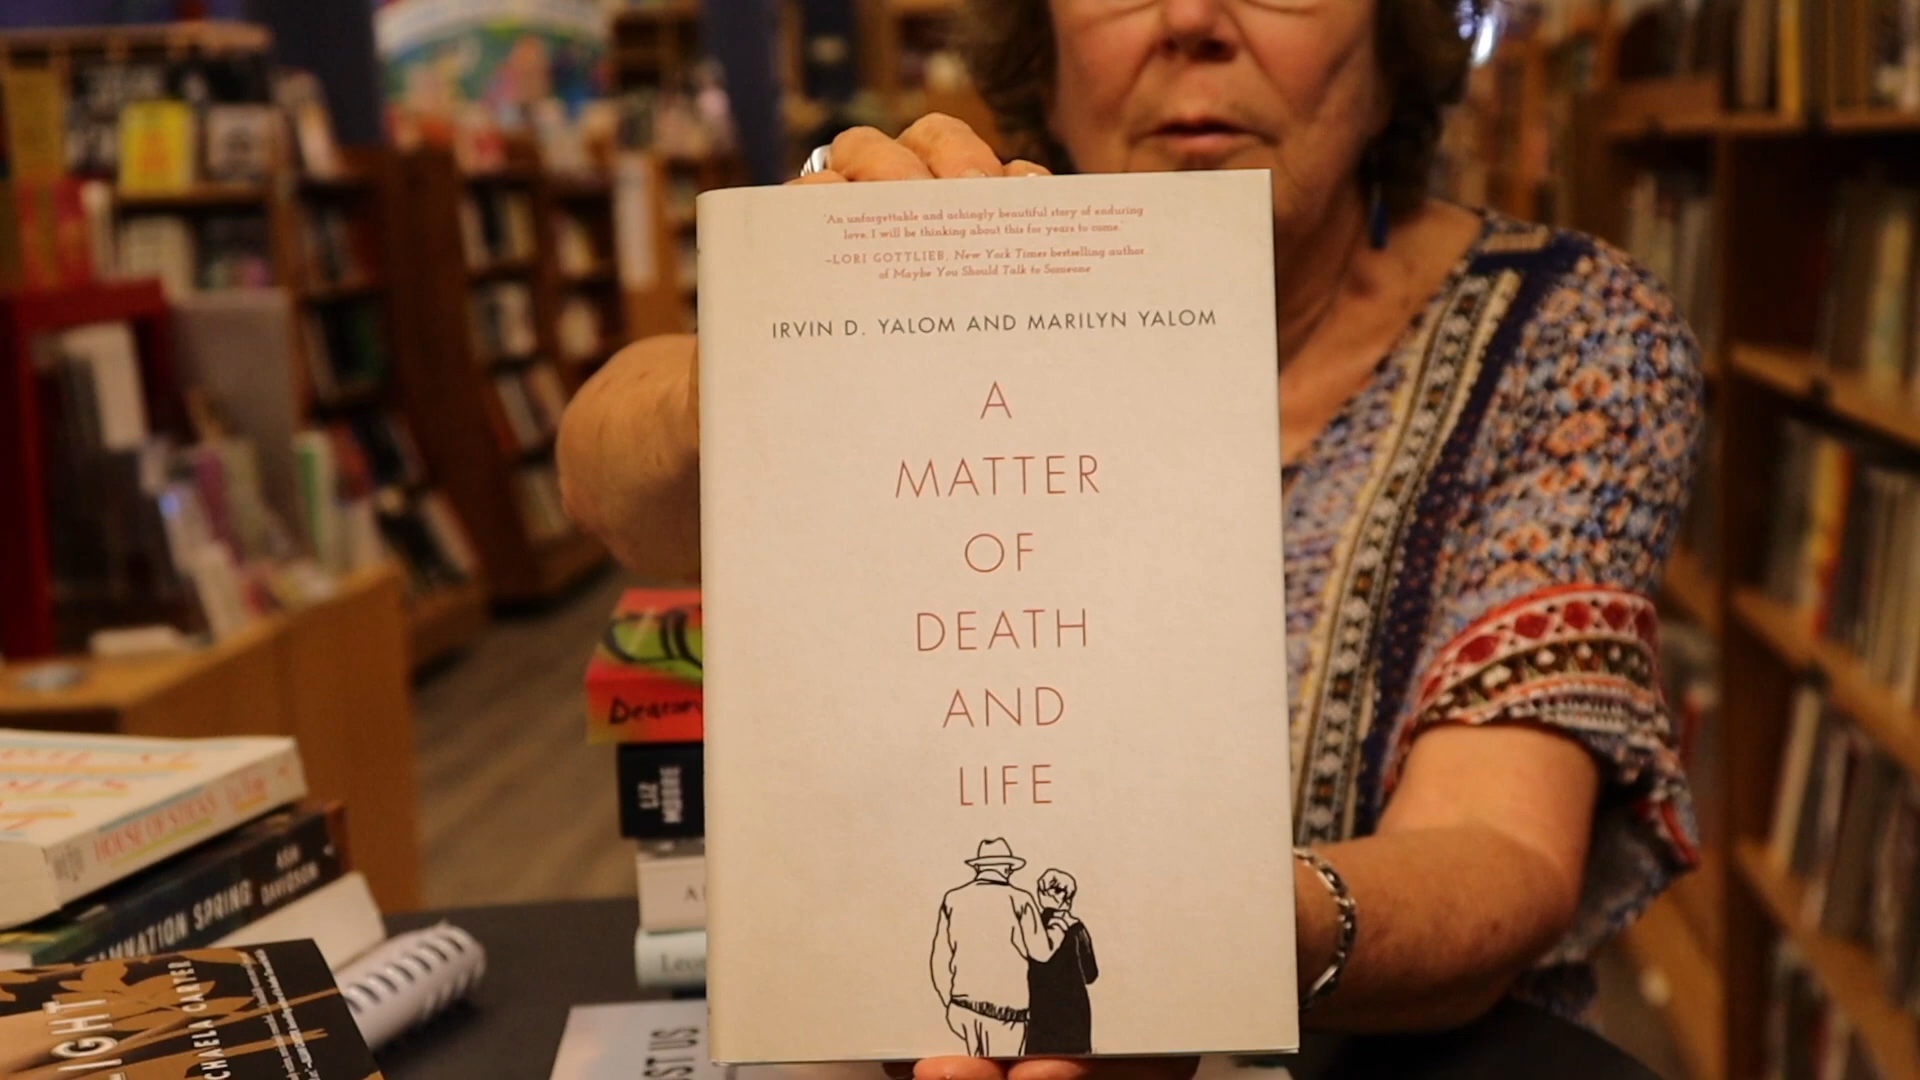 'An unforgettable and achingly beautiful story of enduring
love. I will be thinking about this for years to come.'
–LORI GOTTLIEB, New York Times bestselling author
of Maybe You Should Talk to Someone
IRVIN D. YALOM AND MARILYN YALOM
A
MATTER
OF
DEATH
AND
LIFE
LIZ
MOORE
HOUSE OF STICKS
DAMNATION SPRING
ASH
DAVIDSON